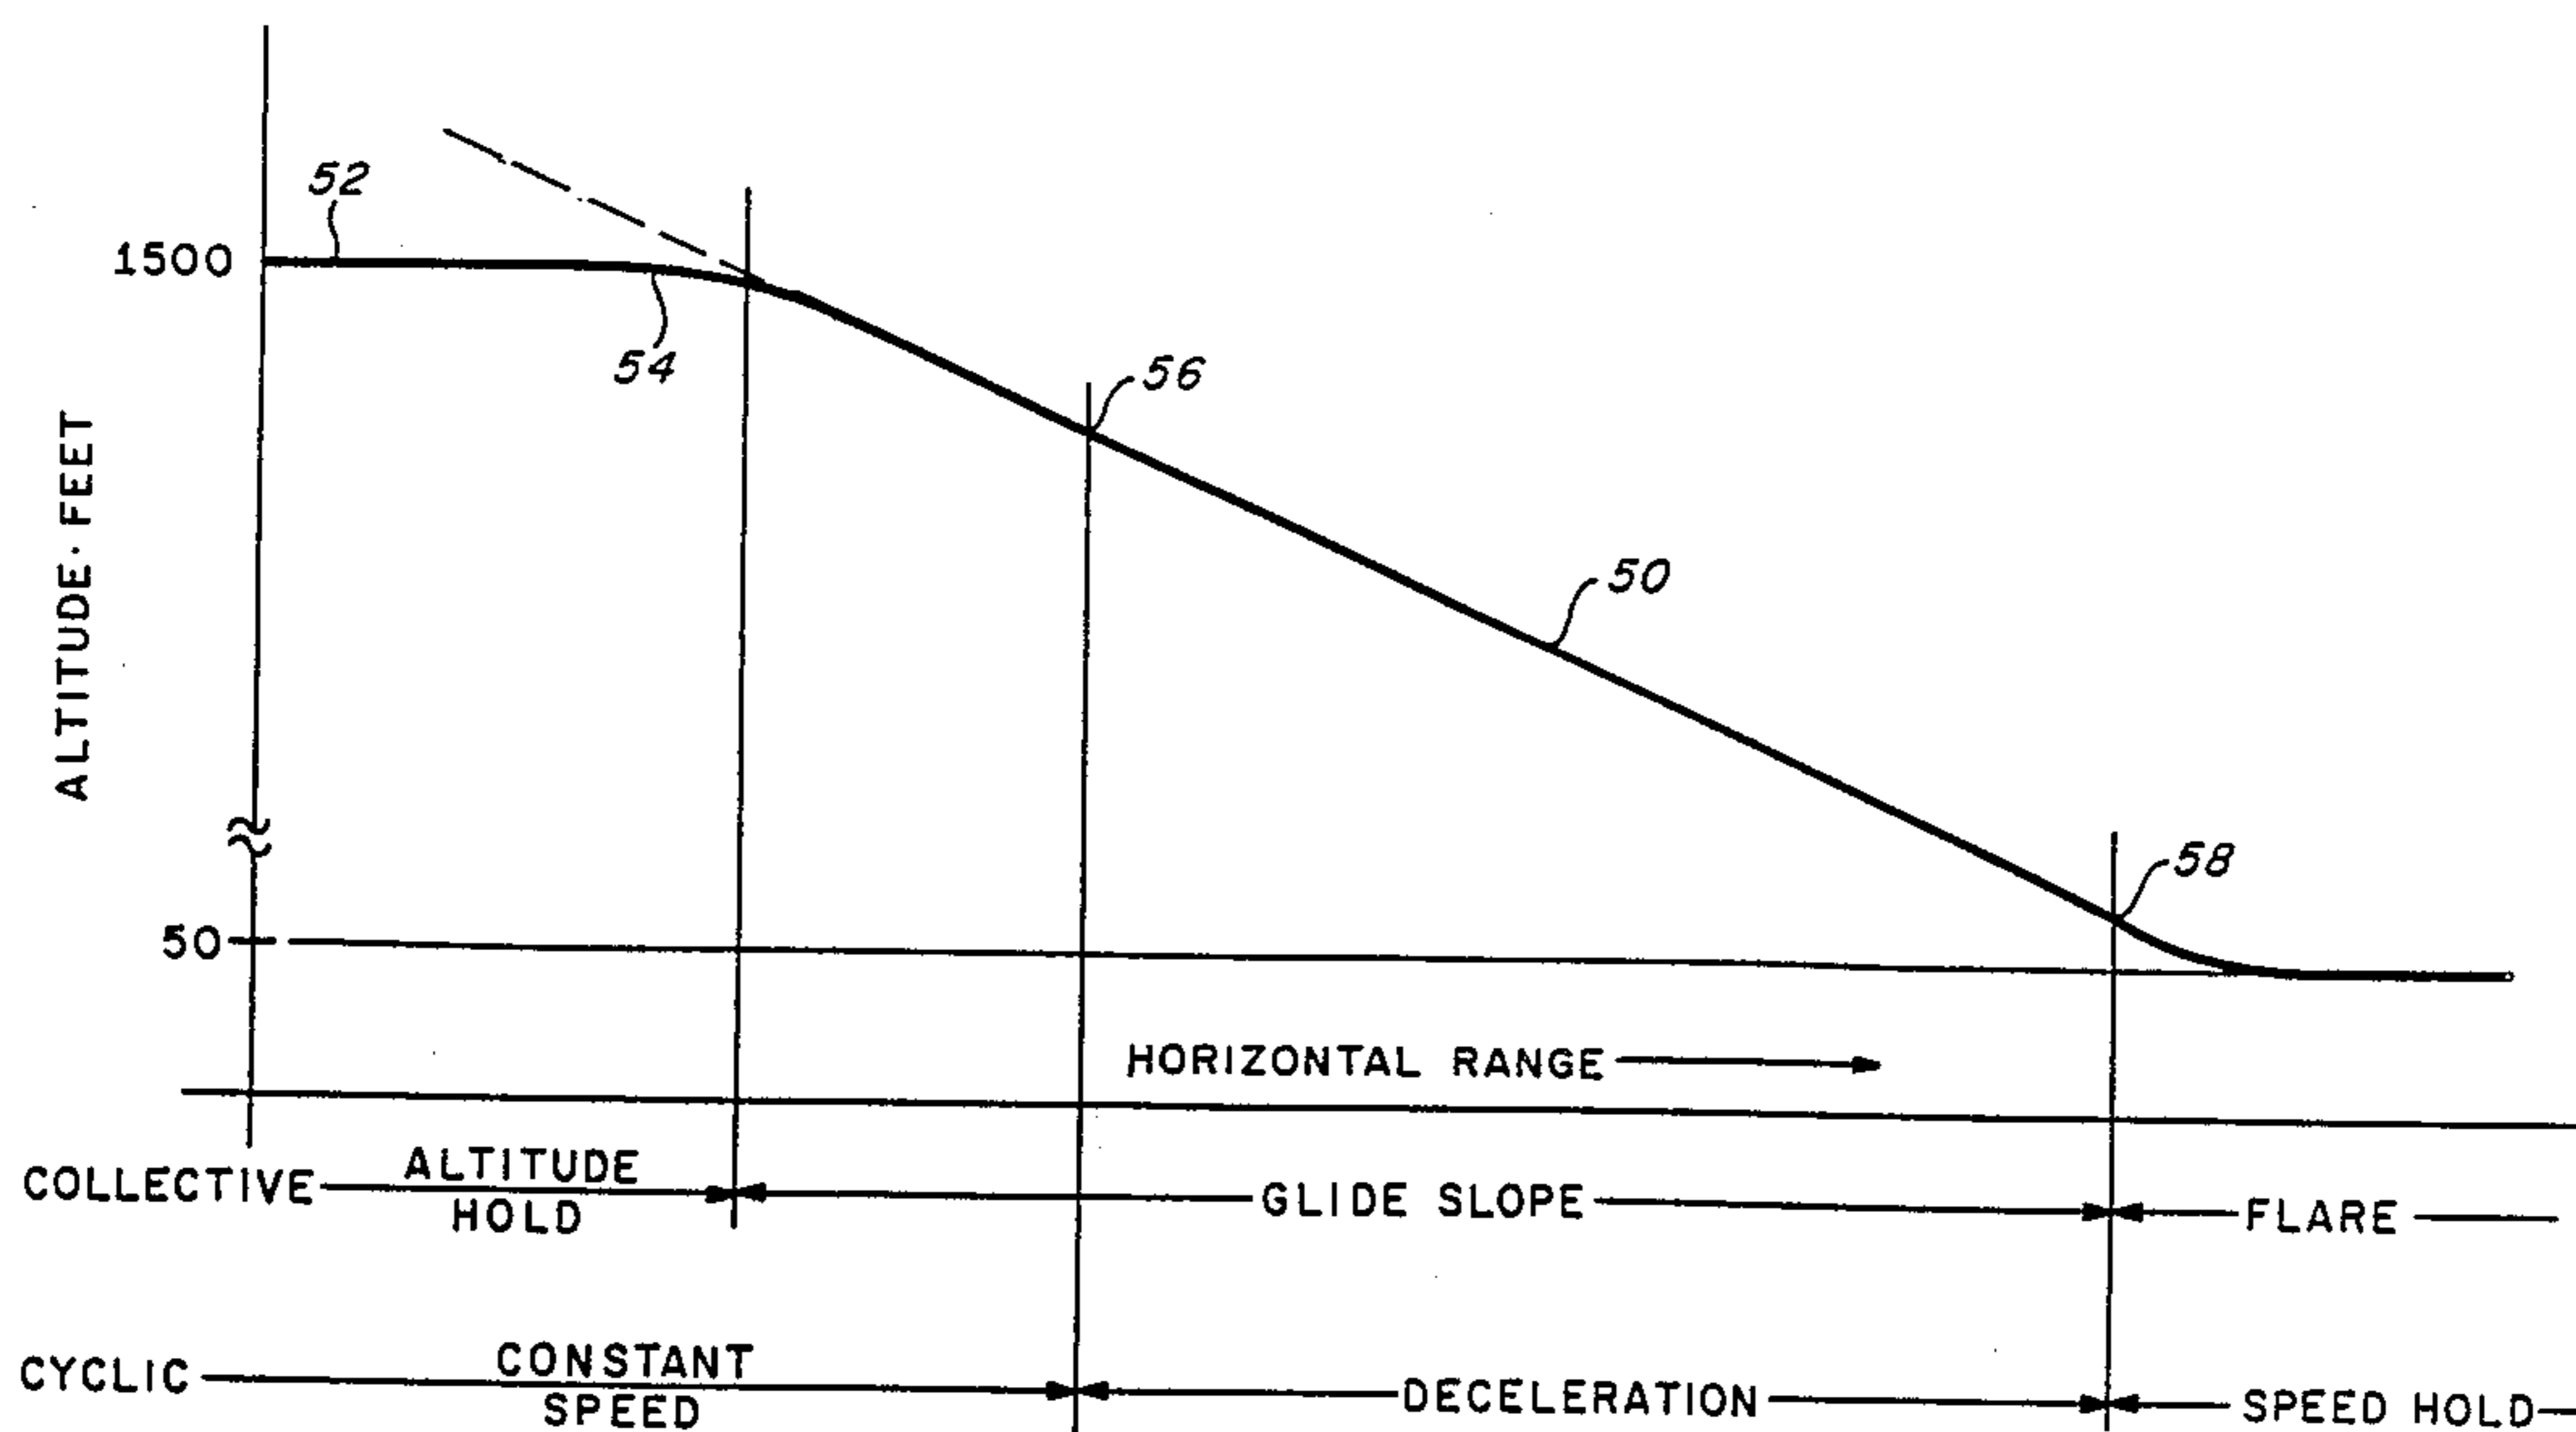 52
1500
54
56
ALTITUDE · FEET
50
58
50
HORIZONTAL RANGE
COLLECTIVE ALTITUDE HOLD GLIDE SLOPE FLARE
CYCLIC CONSTANT SPEED DECELERATION SPEED HOLD